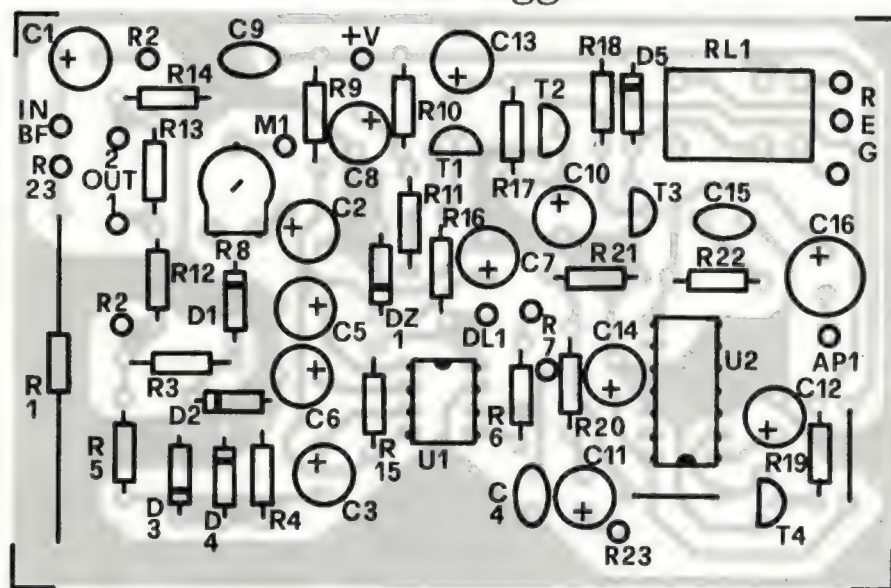 C1
R2
C9
+V
C13
R18
D5
RL1
R14
R9
R10
T2
IN
BF
R13
M1
REG
R
23
2
OUT
1
C8
T1
R17
C10
T3
C15
R11
C2
R16
C16
R8
R12
C7
R21
R22
R2
D1
C5
DZ
1
DL1
R
7
C14
U2
AP1
R
1
R3
D2
C6
R
15
U1
R
6
R20
C12
R
5
R19
D
3
D
4
R4
C3
C
4
C11
R23
T4